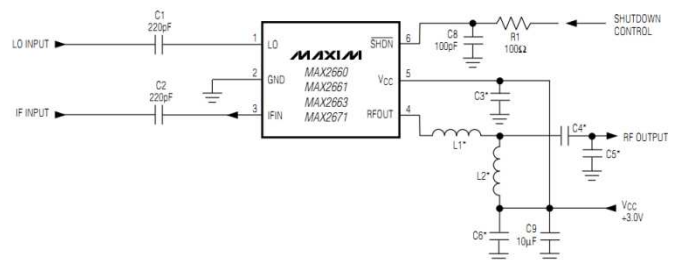 C1
220pF
LO INPUT
1
LO
C2
220pF
IF INPUT
2
GND
3
IFIN
MAXIM
MAX2660
MAX2661
MAX2663
MAX2671
SHDN
6
VCC
5
RFOUT
4
C8
100pF
R1
100Ω
SHUTDOWN
CONTROL
C3*
L1*
C4*
RF OUTPUT
C5*
L2*
VCC
+3.0V
C6*
C9
10µF